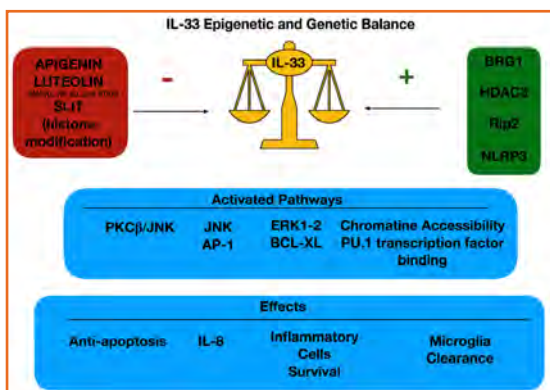 IL-33 Epigenetic and Genetic Balance
APIGENIN
LUTEOLIN
SLIT
(histone
modification)
-
IL-33
+
BRG1
HDAC2
Rip2
NLRP3
Activated Pathways
PKCβ/JNK JNK ERK1-2 Chromatine Accessibility
AP-1 BCL-XL PU.1 transcription factor
binding
Effects
Anti-apoptosis IL-8 Inflammatory Microglia
Cells Clearance
Survival